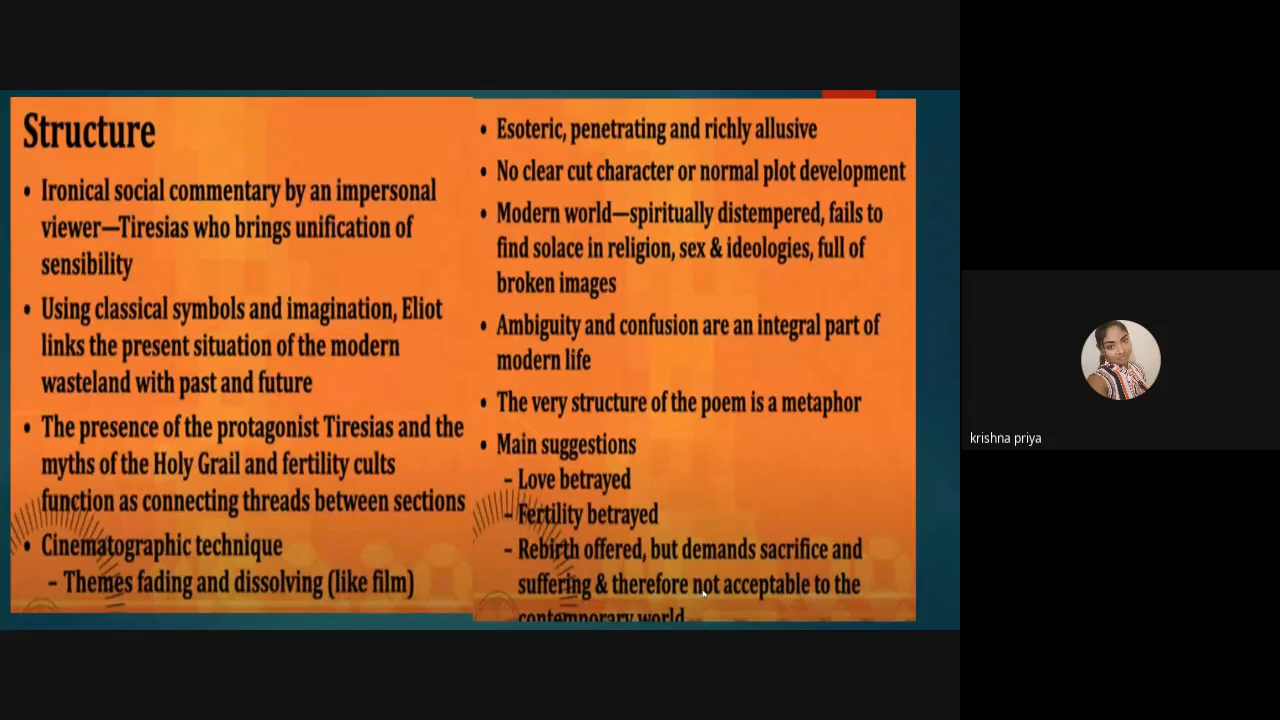 Structure
• Ironical social commentary by an impersonal
viewer—Tiresias who brings unification of
sensibility
• Using classical symbols and imagination, Eliot
links the present situation of the modern
wasteland with past and future
• The presence of the protagonist Tiresias and the
myths of the Holy Grail and fertility cults
function as connecting threads between sections
• Cinematographic technique
– Themes fading and dissolving (like film)
• Esoteric, penetrating and richly allusive
• No clear cut character or normal plot development
• Modern world—spiritually distempered, fails to
find solace in religion, sex & ideologies, full of
broken images
• Ambiguity and confusion are an integral part of
modern life
• The very structure of the poem is a metaphor
• Main suggestions
– Love betrayed
– Fertility betrayed
– Rebirth offered, but demands sacrifice and
suffering & therefore not acceptable to the
contemporary world
krishna priya